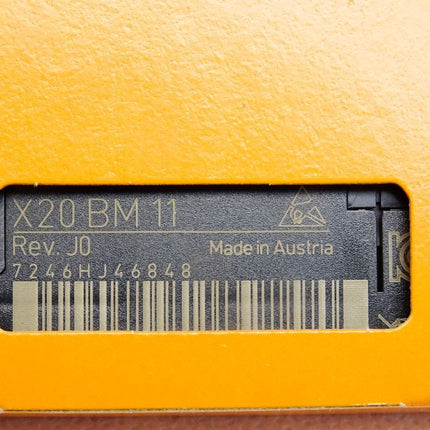 X20 BM 11
Rev. J0
Made in Austria
7246HJ46848